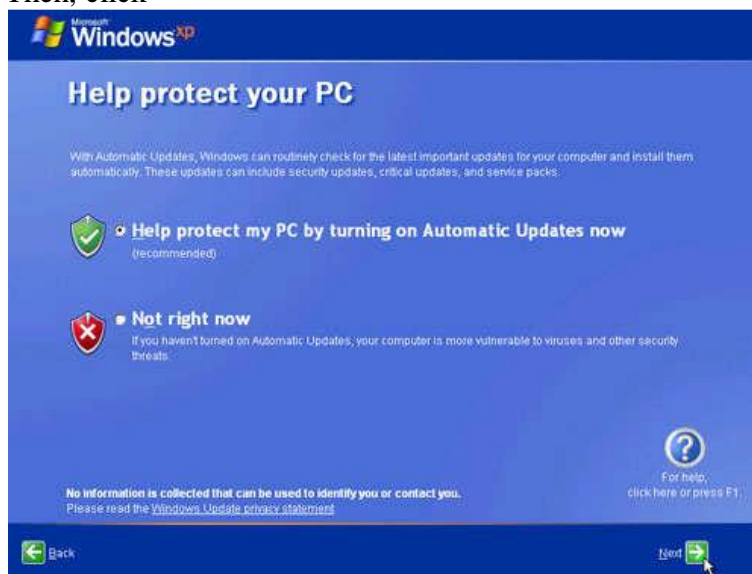 Then, click
Microsoft
Windows xp
Help protect your PC
With Automatic Updates, Windows can routinely check for the latest important updates for your computer and install them
automatically. These updates can include security updates, critical updates, and service packs.
Help protect my PC by turning on Automatic Updates now
(recommended)
Not right now
If you haven't turned on Automatic Updates, your computer is more vulnerable to viruses and other security
threats.
For help,
click here or press F1.
No information is collected that can be used to identify you or contact you.
Please read the Windows Update privacy statement
Back
Next